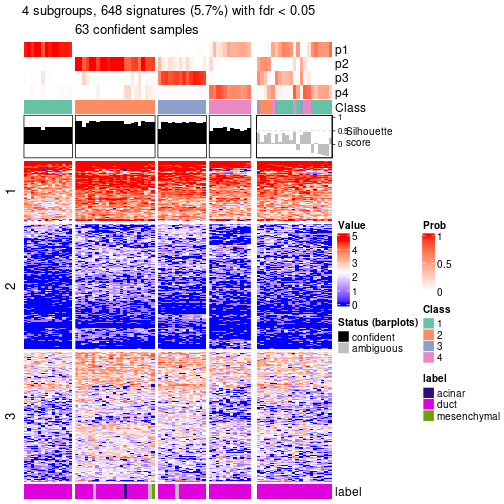 4 subgroups, 648 signatures (5.7%) with fdr < 0.05
63 confident samples
p1
p2
p3
p4
Class
1
0.5
0
Silhouette
score
1
2
3
label
Value
5
4
3
2
1
0
Prob
1
0.5
0
Status (barplots)
confident
ambiguous
Class
1
2
3
4
label
acinar
duct
mesenchymal